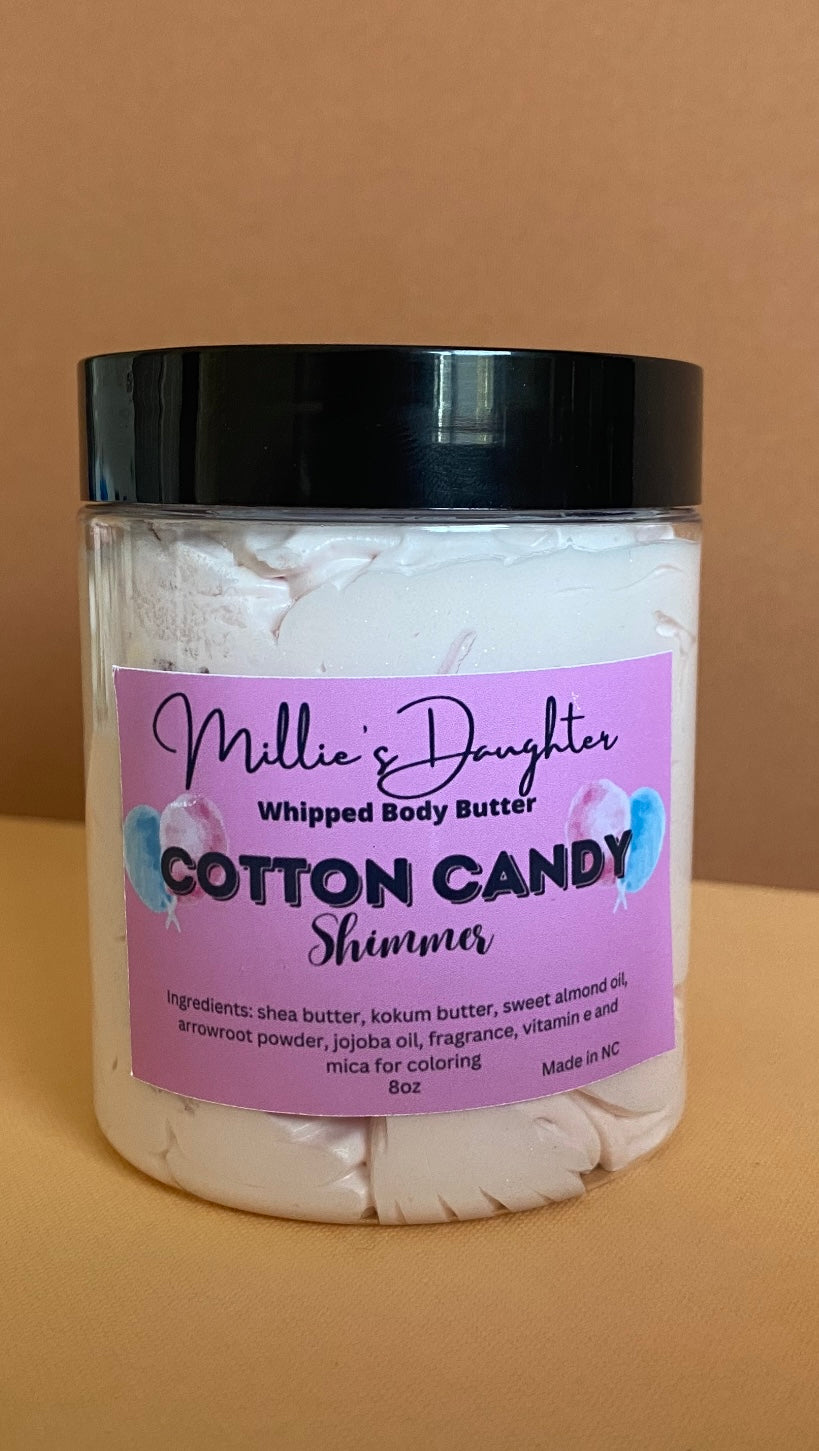 Millie's Daughter
Whipped Body Butter
COTTON CANDY
Shimmer
Ingredients: shea butter, kokum butter, sweet almond oil,
arrowroot powder, jojoba oil, fragrance, vitamin e and
mica for coloring
Made in NC
8oz